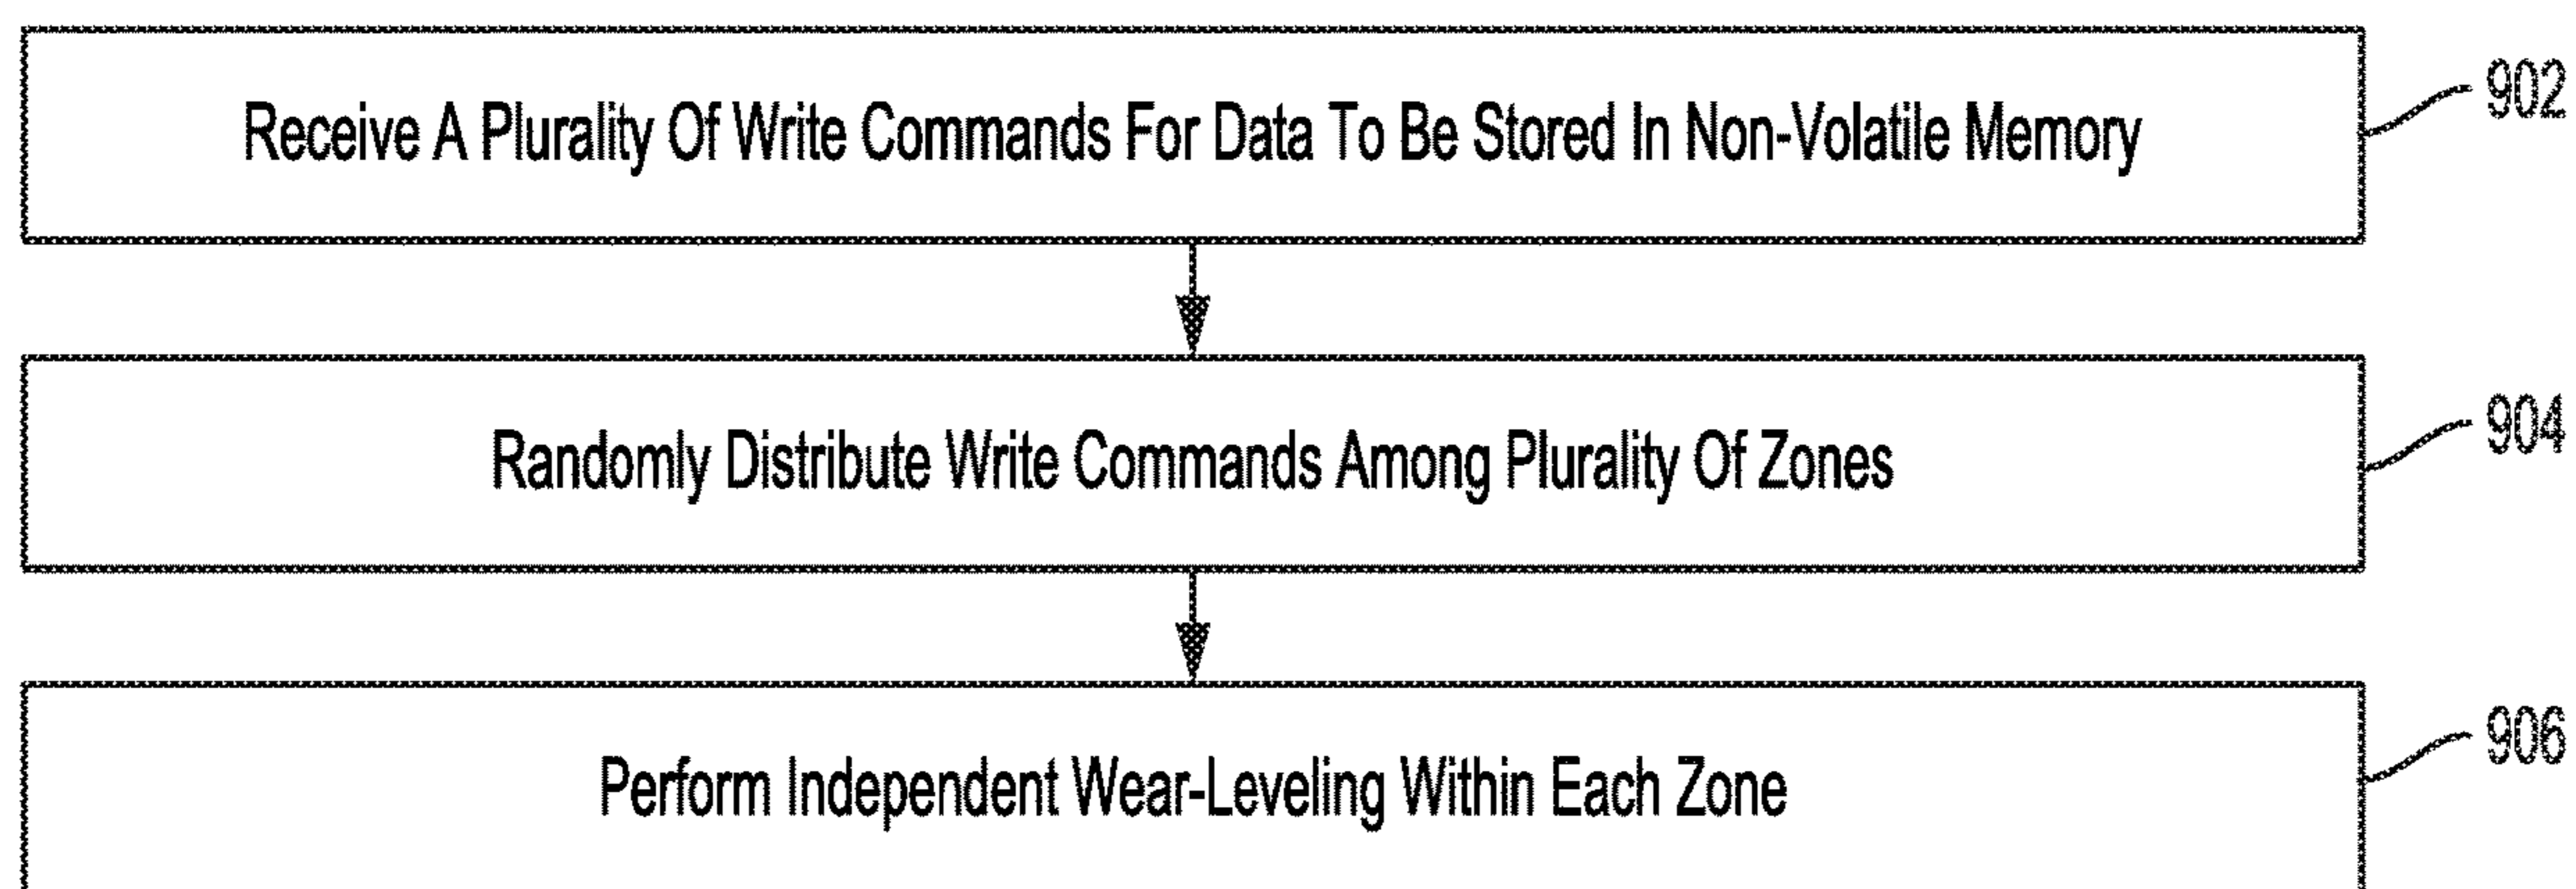 Receive A Plurality Of Write Commands For Data To Be Stored In Non-Volatile Memory
902
Randomly Distribute Write Commands Among Plurality Of Zones
904
Perform Independent Wear-Leveling Within Each Zone
906